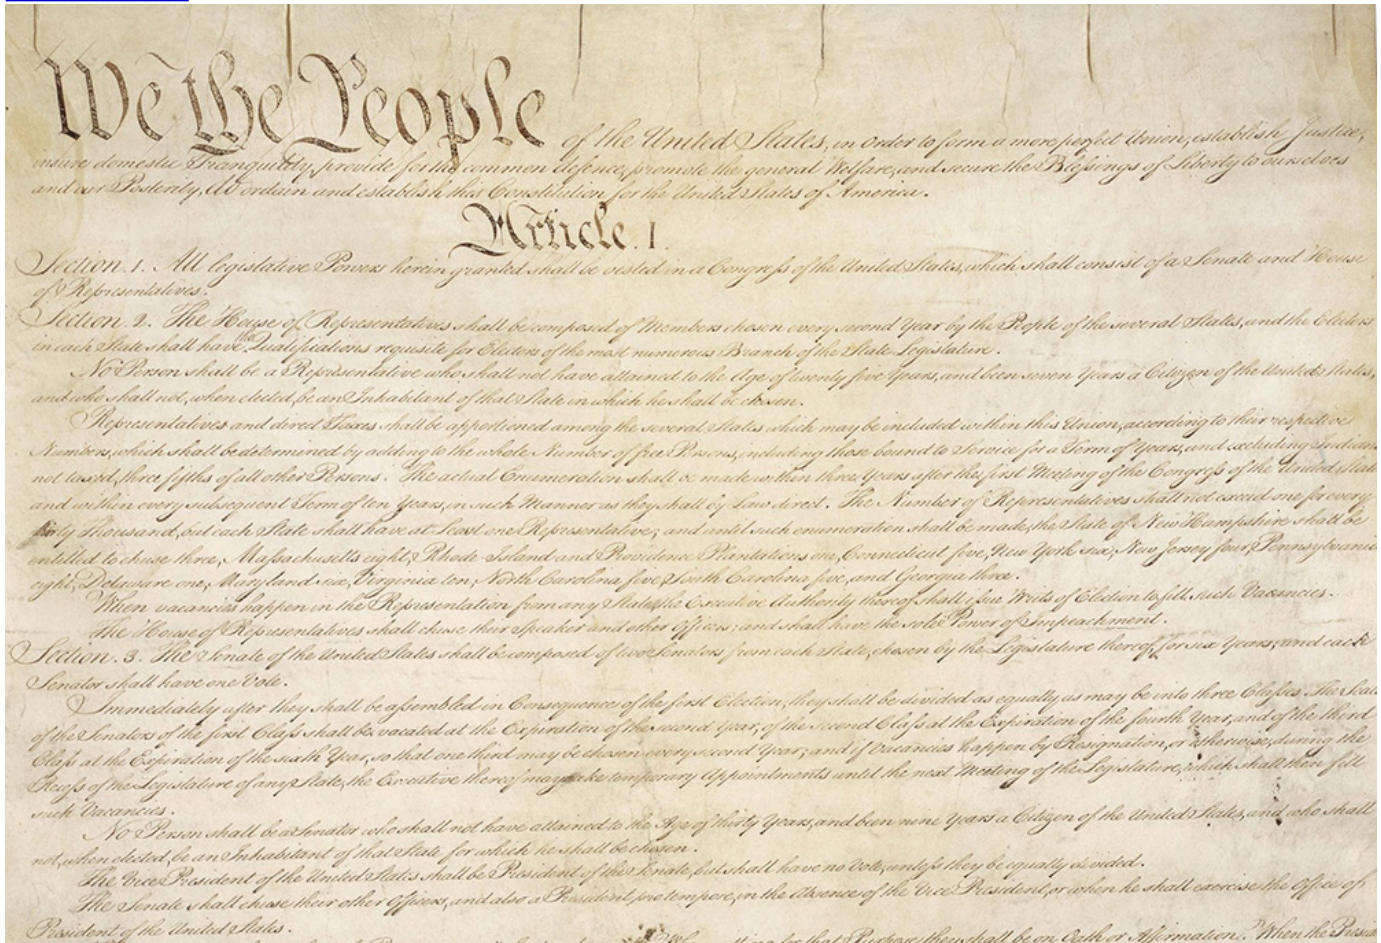 We the People of the United States, in Order to form a more perfect Union, establish Justice,
insure domestic Tranquility, provide for the common defence, promote the general Welfare, and secure the Blessings of Liberty to ourselves
and our Posterity, do ordain and establish this Constitution for the United States of America.
Article. I.
Section. 1. All legislative Powers herein granted shall be vested in a Congress of the United States, which shall consist of a Senate and House
of Representatives.
Section. 2. The House of Representatives shall be composed of Members chosen every second Year by the People of the several States, and the Electors
in each State shall have the Qualifications requisite for Electors of the most numerous Branch of the State Legislature.
No Person shall be a Representative who shall not have attained to the Age of twenty five Years, and been seven Years a Citizen of the United States,
and who shall not, when elected, be an Inhabitant of that State in which he shall be chosen.
Representatives and direct Taxes shall be apportioned among the several States which may be included within this Union, according to their respective
Numbers, which shall be determined by adding to the whole Number of free Persons, including those bound to Service for a Term of Years, and excluding Indians
not taxed, three fifths of all other Persons. The actual Enumeration shall be made within three Years after the first Meeting of the Congress of the United States
and within every subsequent Term of ten Years, in such Manner as they shall by Law direct. The Number of Representatives shall not exceed one for every
thirty Thousand, but each State shall have at Least one Representative; and until such enumeration shall be made, the State of New Hampshire shall be
entitled to chuse three, Massachusetts eight, Rhode-Island and Providence Plantations one, Connecticut five, New-York six, New Jersey four, Pennsylvania
eight, Delaware one, Maryland six, Virginia ten, North Carolina five, South Carolina five, and Georgia three.
When vacancies happen in the Representation from any State, the Executive Authority thereof shall issue Writs of Election to fill such Vacancies.
The House of Representatives shall chuse their Speaker and other Officers; and shall have the sole Power of Impeachment.
Section. 3. The Senate of the United States shall be composed of two Senators from each State, chosen by the Legislature thereof, for six Years; and each
Senator shall have one Vote.
Immediately after they shall be assembled in Consequence of the first Election, they shall be divided as equally as may be into three Classes. The Seats
of the Senators of the first Class shall be vacated at the Expiration of the second Year, of the second Class at the Expiration of the fourth Year, and of the third
Class at the Expiration of the sixth Year, so that one third may be chosen every second Year; and if Vacancies happen by Resignation, or otherwise, during the
Recess of the Legislature of any State, the Executive thereof may make temporary Appointments until the next Meeting of the Legislature, which shall then fill
such Vacancies.
No Person shall be a Senator who shall not have attained to the Age of thirty Years, and been nine Years a Citizen of the United States, and who shall
not, when elected, be an Inhabitant of that State for which he shall be chosen.
The Vice President of the United States shall be President of the Senate, but shall have no Vote, unless they be equally divided.
The Senate shall chuse their other Officers, and also a President pro tempore, in the Absence of the Vice President, or when he shall exercise the Office of
President of the United States.
for that Purpose, they shall be on Oath or Affirmation. When the